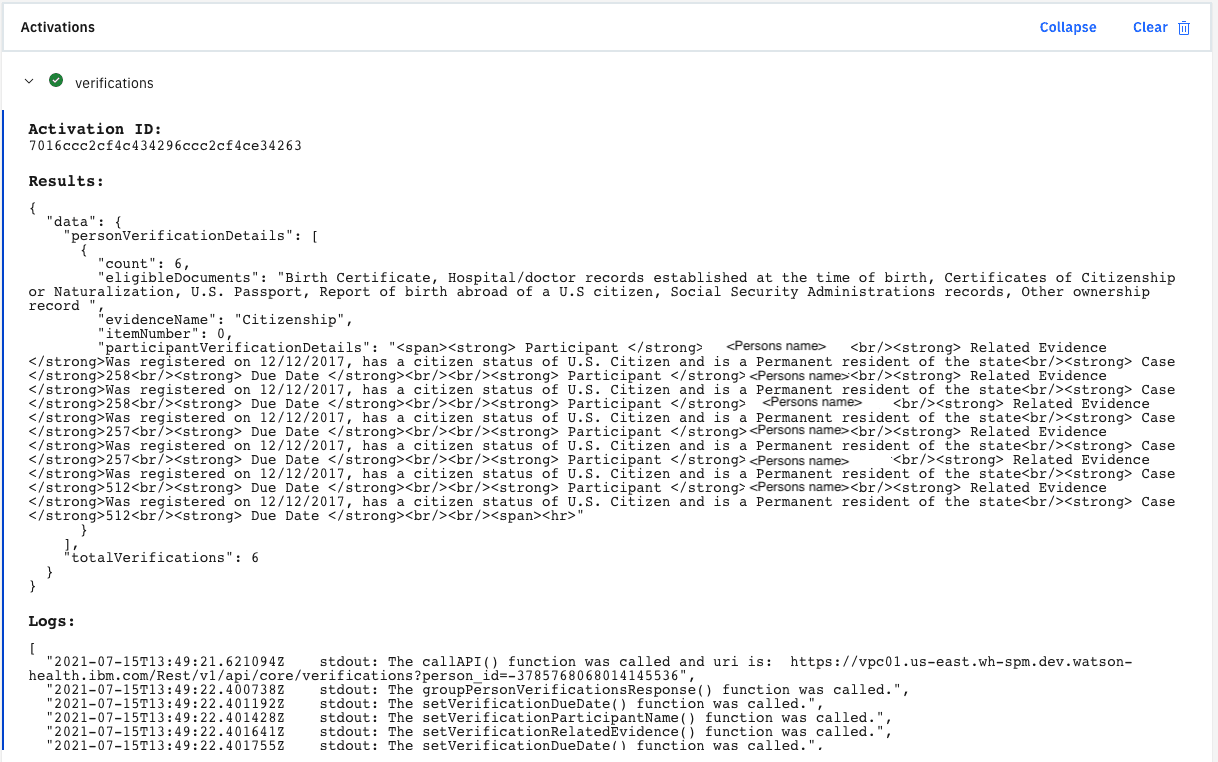 Activations
Collapse
Clear
verifications
Activation ID:
7016ccc2cf4c434296ccc2cf4ce34263
Results:
{
"data": {
"personVerificationDetails": [
{
"count": 6,
"eligibleDocuments": "Birth Certificate, Hospital/doctor records established at the time of birth, Certificates of Citizenship
or Naturalization, U.S. Passport, Report of birth abroad of a U.S citizen, Social Security Administrations records, Other ownership
record ",
"evidenceName": "Citizenship",
"itemNumber": 0,
"participantVerificationDetails": "<span><strong> Participant </strong> <Persons name> <br/><strong> Related Evidence
</strong>Was registered on 12/12/2017, has a citizen status of U.S. Citizen and is a Permanent resident of the state<br/><strong> Case
</strong>258<br/><strong> Due Date </strong><br/><br/><strong> Participant </strong><Persons name><br/><strong> Related Evidence
</strong>Was registered on 12/12/2017, has a citizen status of U.S. Citizen and is a Permanent resident of the state<br/><strong> Case
</strong>258<br/><strong> Due Date </strong><br/><br/><strong> Participant </strong> <Persons name> <br/><strong> Related Evidence
</strong>Was registered on 12/12/2017, has a citizen status of U.S. Citizen and is a Permanent resident of the state<br/><strong> Case
</strong>257<br/><strong> Due Date </strong><br/><br/><strong> Participant </strong><Persons name><br/><strong> Related Evidence
</strong>Was registered on 12/12/2017, has a citizen status of U.S. Citizen and is a Permanent resident of the state<br/><strong> Case
</strong>257<br/><strong> Due Date </strong><br/><br/><strong> Participant </strong><Persons name> <br/><strong> Related Evidence
</strong>Was registered on 12/12/2017, has a citizen status of U.S. Citizen and is a Permanent resident of the state<br/><strong> Case
</strong>512<br/><strong> Due Date </strong><br/><br/><strong> Participant </strong><Persons name><br/><strong> Related Evidence
</strong>Was registered on 12/12/2017, has a citizen status of U.S. Citizen and is a Permanent resident of the state<br/><strong> Case
</strong>512<br/><strong> Due Date </strong><br/><br/><span><hr>"
}
],
"totalVerifications": 6
}
}
Logs:
[
"2021-07-15T13:49:21.621094Z stdout: The callAPI() function was called and uri is: https://vpc01.us-east.wh-spm.dev.watson-
health.ibm.com/Rest/v1/api/core/verifications?person_id=-3785768068014145536",
"2021-07-15T13:49:22.400738Z stdout: The groupPersonVerificationsResponse() function was called.",
"2021-07-15T13:49:22.401192Z stdout: The setVerificationDueDate() function was called.",
"2021-07-15T13:49:22.401428Z stdout: The setVerificationParticipantName() function was called.",
"2021-07-15T13:49:22.401641Z stdout: The setVerificationRelatedEvidence() function was called.",
"2021-07-15T13:49:22.401755Z stdout: The setVerificationDueDate() function was called.",